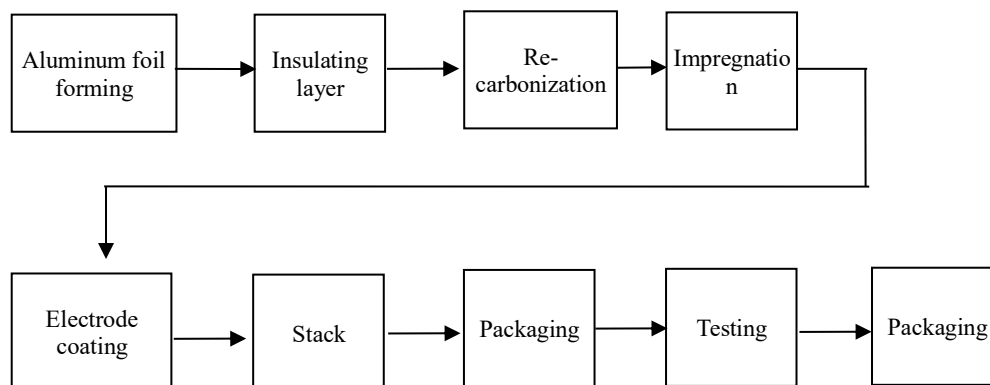 Aluminum foil
forming
Insulating
layer
Re-
carbonization
Impregnatio
n
Electrode
coating
Stack
Packaging
Testing
Packaging